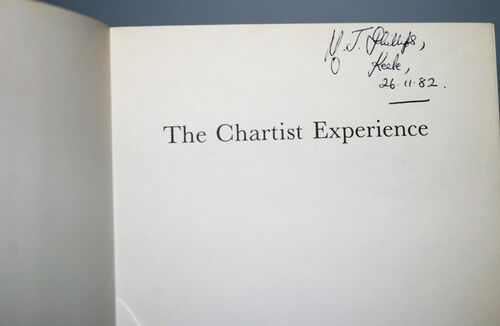 J. Phillips,
Keele,
26.11.82.
The Chartist Experience